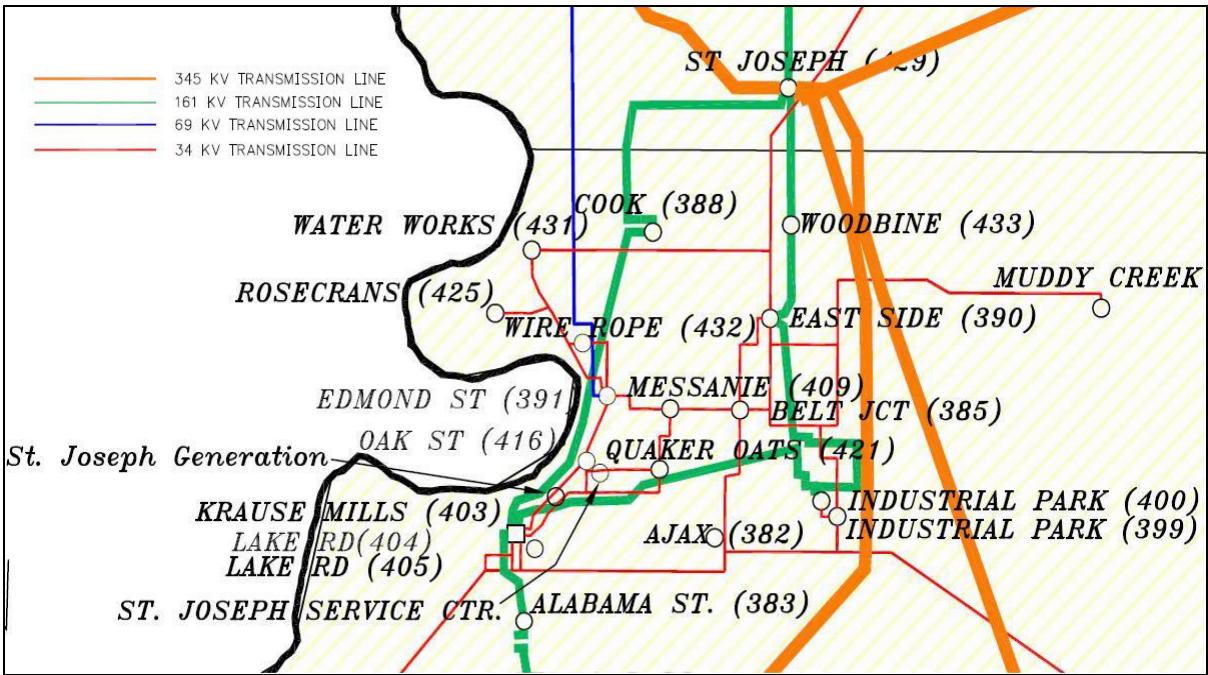 ST JOSEPH (429)
345 KV TRANSMISSION LINE
161 KV TRANSMISSION LINE
69 KV TRANSMISSION LINE
34 KV TRANSMISSION LINE
COOK (388)
WATER WORKS (431)
WOODBINE (433)
MUDDY CREEK
ROSECRANS (425)
WIRE ROPE (432)
EAST SIDE (390)
MESSANIE (409)
EDMOND ST (391
BELT JCT (385)
OAK ST (416)
QUAKER OATS (421)
St. Joseph Generation
INDUSTRIAL PARK (400)
KRAUSE MILLS (403)
INDUSTRIAL PARK (399)
LAKE RD(404)
AJAX (382)
LAKE RD (405)
ALABAMA ST. (383)
ST. JOSEPH SERVICE CTR.